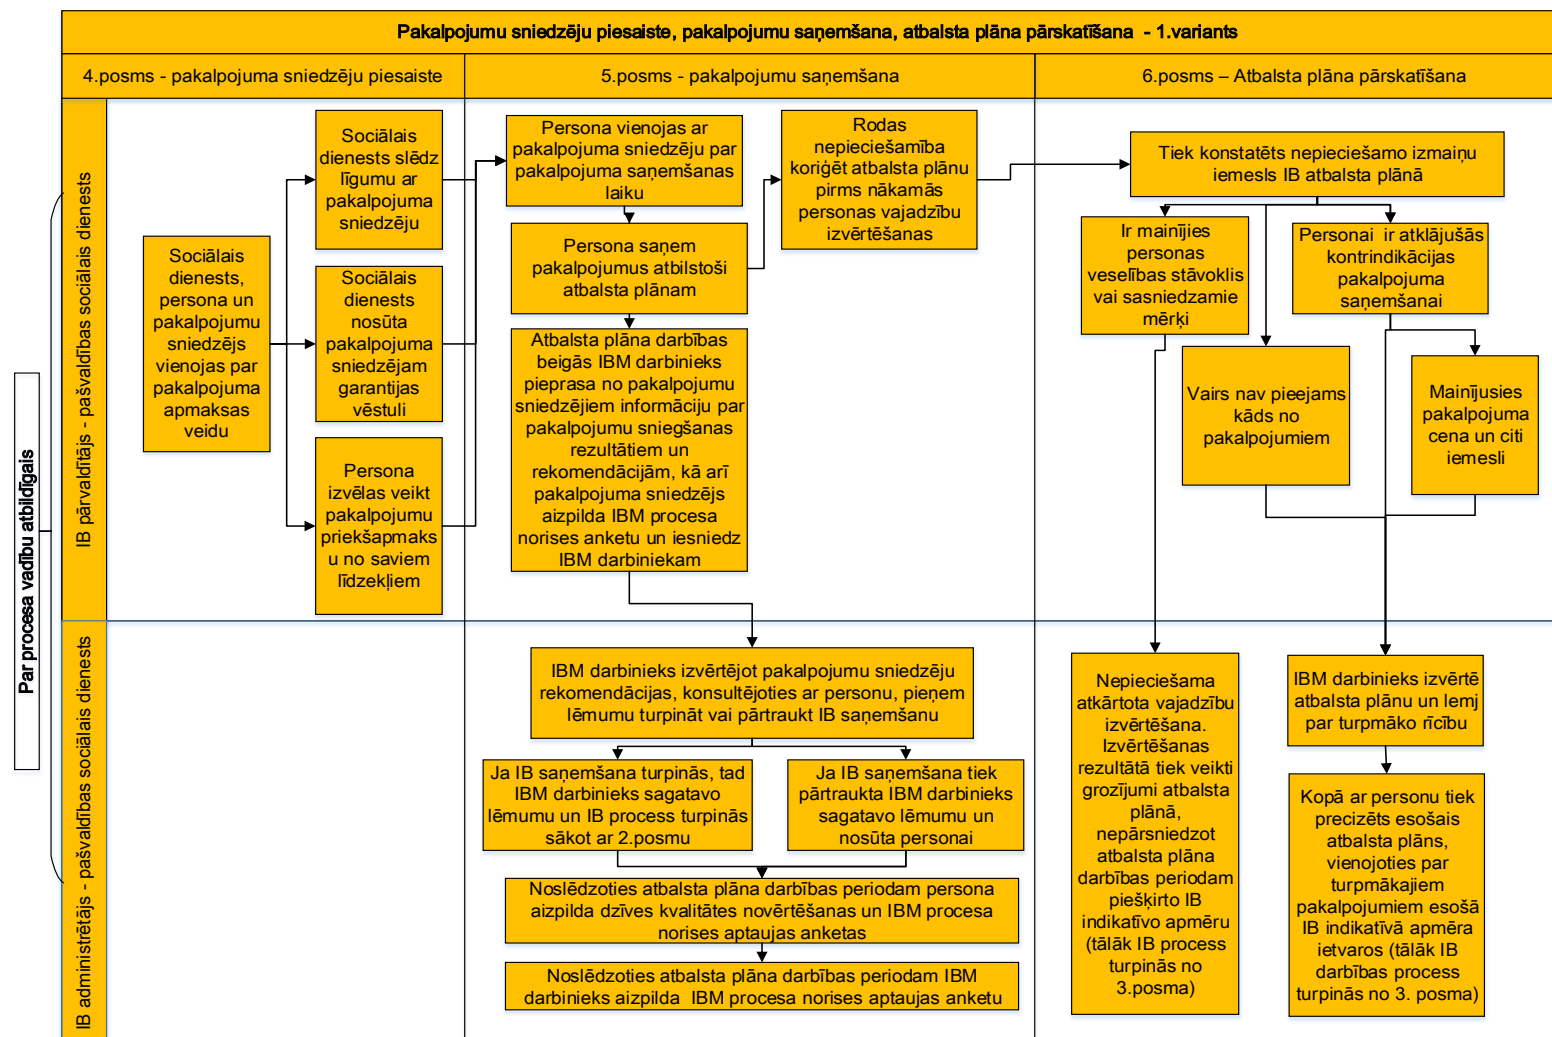 Pakalpojumu sniedzēju piesaiste, pakalpojumu saņemšana, atbalsta plāna pārskatīšana - 1.variants
4.posms - pakalpojuma sniedzēju piesaiste
5.posms - pakalpojumu saņemšana
6.posms – Atbalsta plāna pārskatīšana
Par procesa vadību atbildīgais
IB pārvaldītājs - pašvaldības sociālais dienests
Sociālais
dienests,
persona un
pakalpojumu
sniedzējs
vienojas par
pakalpojuma
apmaksas
veidu
Sociālais
dienests slēdz
līgumu ar
pakalpojuma
sniedzēju
Sociālais
dienests
nosūta
pakalpojuma
sniedzējam
garantijas
vēstuli
Persona
izvēlas veikt
pakalpojumu
priekšapmaks
u no saviem
līdzekļiem
Persona vienojas ar
pakalpojuma sniedzēju par
pakalpojuma saņemšanas
laiku
Persona saņem
pakalpojumus atbilstoši
atbalsta plānam
Atbalsta plāna darbības
beigās IBM darbinieks
pieprasa no pakalpojumu
sniedzējiem informāciju par
pakalpojumu sniegšanas
rezultātiem un
rekomendācijām, kā arī
pakalpojuma sniedzējs
aizpilda IBM procesa
norises anketu un iesniedz
IBM darbiniekam
Rodas
nepieciešamība
koriģēt atbalsta plānu
pirms nākamās
personas vajadzību
izvērtēšanas
Tiek konstatēts nepieciešamo izmaiņu
iemesls IB atbalsta plānā
Ir mainījies
personas
veselības stāvoklis
vai sasniedzamie
mērķi
Personai ir atklājušās
kontrindikācijas
pakalpojuma
saņemšanai
Vairs nav pieejams
kāds no
pakalpojumiem
Mainījusies
pakalpojuma
cena un citi
iemesli
IB administrētājs - pašvaldības sociālais dienests
IBM darbinieks izvērtējot pakalpojumu sniedzēju
rekomendācijas, konsultējoties ar personu, pieņem
lēmumu turpināt vai pārtraukt IB saņemšanu
Ja IB saņemšana turpinās, tad
IBM darbinieks sagatavo
lēmumu un IB process turpinās
sākot ar 2.posmu
Ja IB saņemšana tiek
pārtraukta IBM darbinieks
sagatavo lēmumu un
nosūta personai
Noslēdzoties atbalsta plāna darbības periodam persona
aizpilda dzīves kvalitātes novērtēšanas un IBM procesa
norises aptaujas anketas
Noslēdzoties atbalsta plāna darbības periodam IBM
darbinieks aizpilda IBM procesa norises aptaujas anketu
Nepieciešama
atkārtota vajadzību
izvērtēšana.
Izvērtēšanas
rezultātā tiek veikti
grozījumi atbalsta
plānā,
nepārsniedzot
atbalsta plāna
darbības periodam
piešķirto IB
indikatīvo apmēru
(tālāk IB process
turpinās no
3.posma)
IBM darbinieks izvērtē
atbalsta plānu un lemj
par turpmāko rīcību
Kopā ar personu tiek
precizēts esošais
atbalsta plāns,
vienojoties par
turpmākajiem
pakalpojumiem esošā
IB indikatīvā apmēra
ietvaros (tālāk IB
darbības process
turpinās no 3. posma)